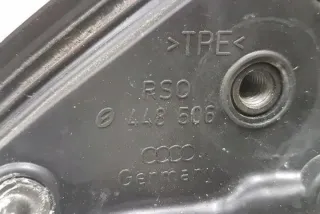 >TPE<
RSO
448 506
Germany